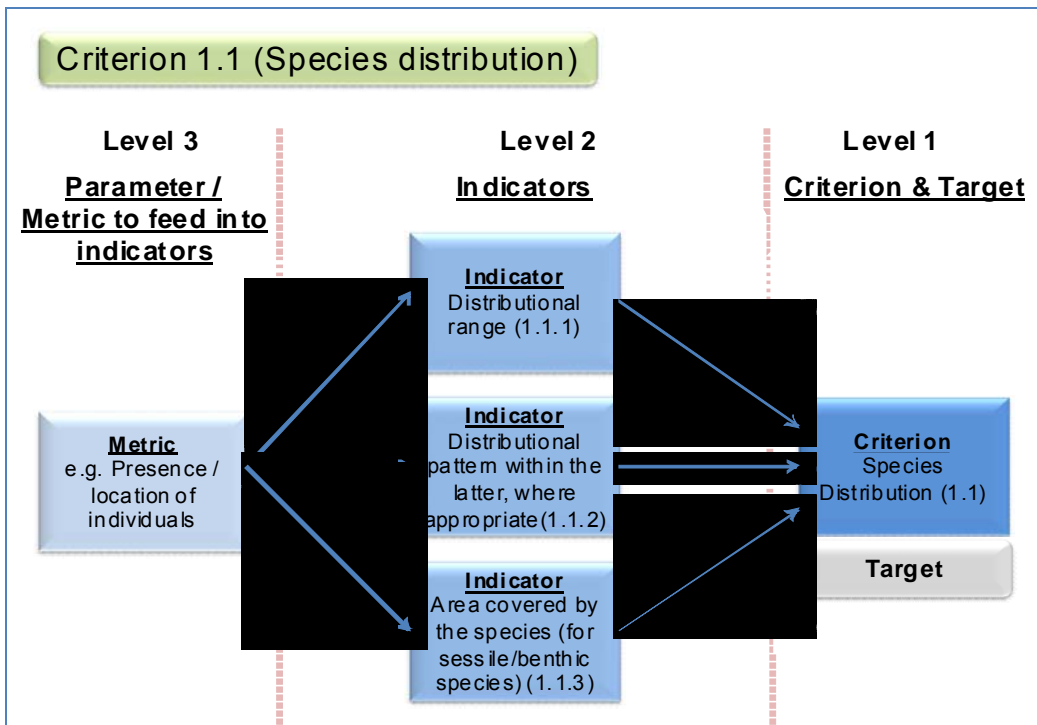 Criterion 1.1 (Species distribution)
Level 3
Parameter /
Metric to feed into
indicators
Level 2
Indicators
Level 1
Criterion & Target
Metric
e.g. Presence /
location of
individuals
Indicator
Distributional
range (1.1.1)
Indicator
Distributional
pattern within the
latter, where
appropriate (1.1.2)
Indicator
Area covered by
the species (for
sessile/benthic
species) (1.1.3)
Criterion
Species
Distribution (1.1)
Target